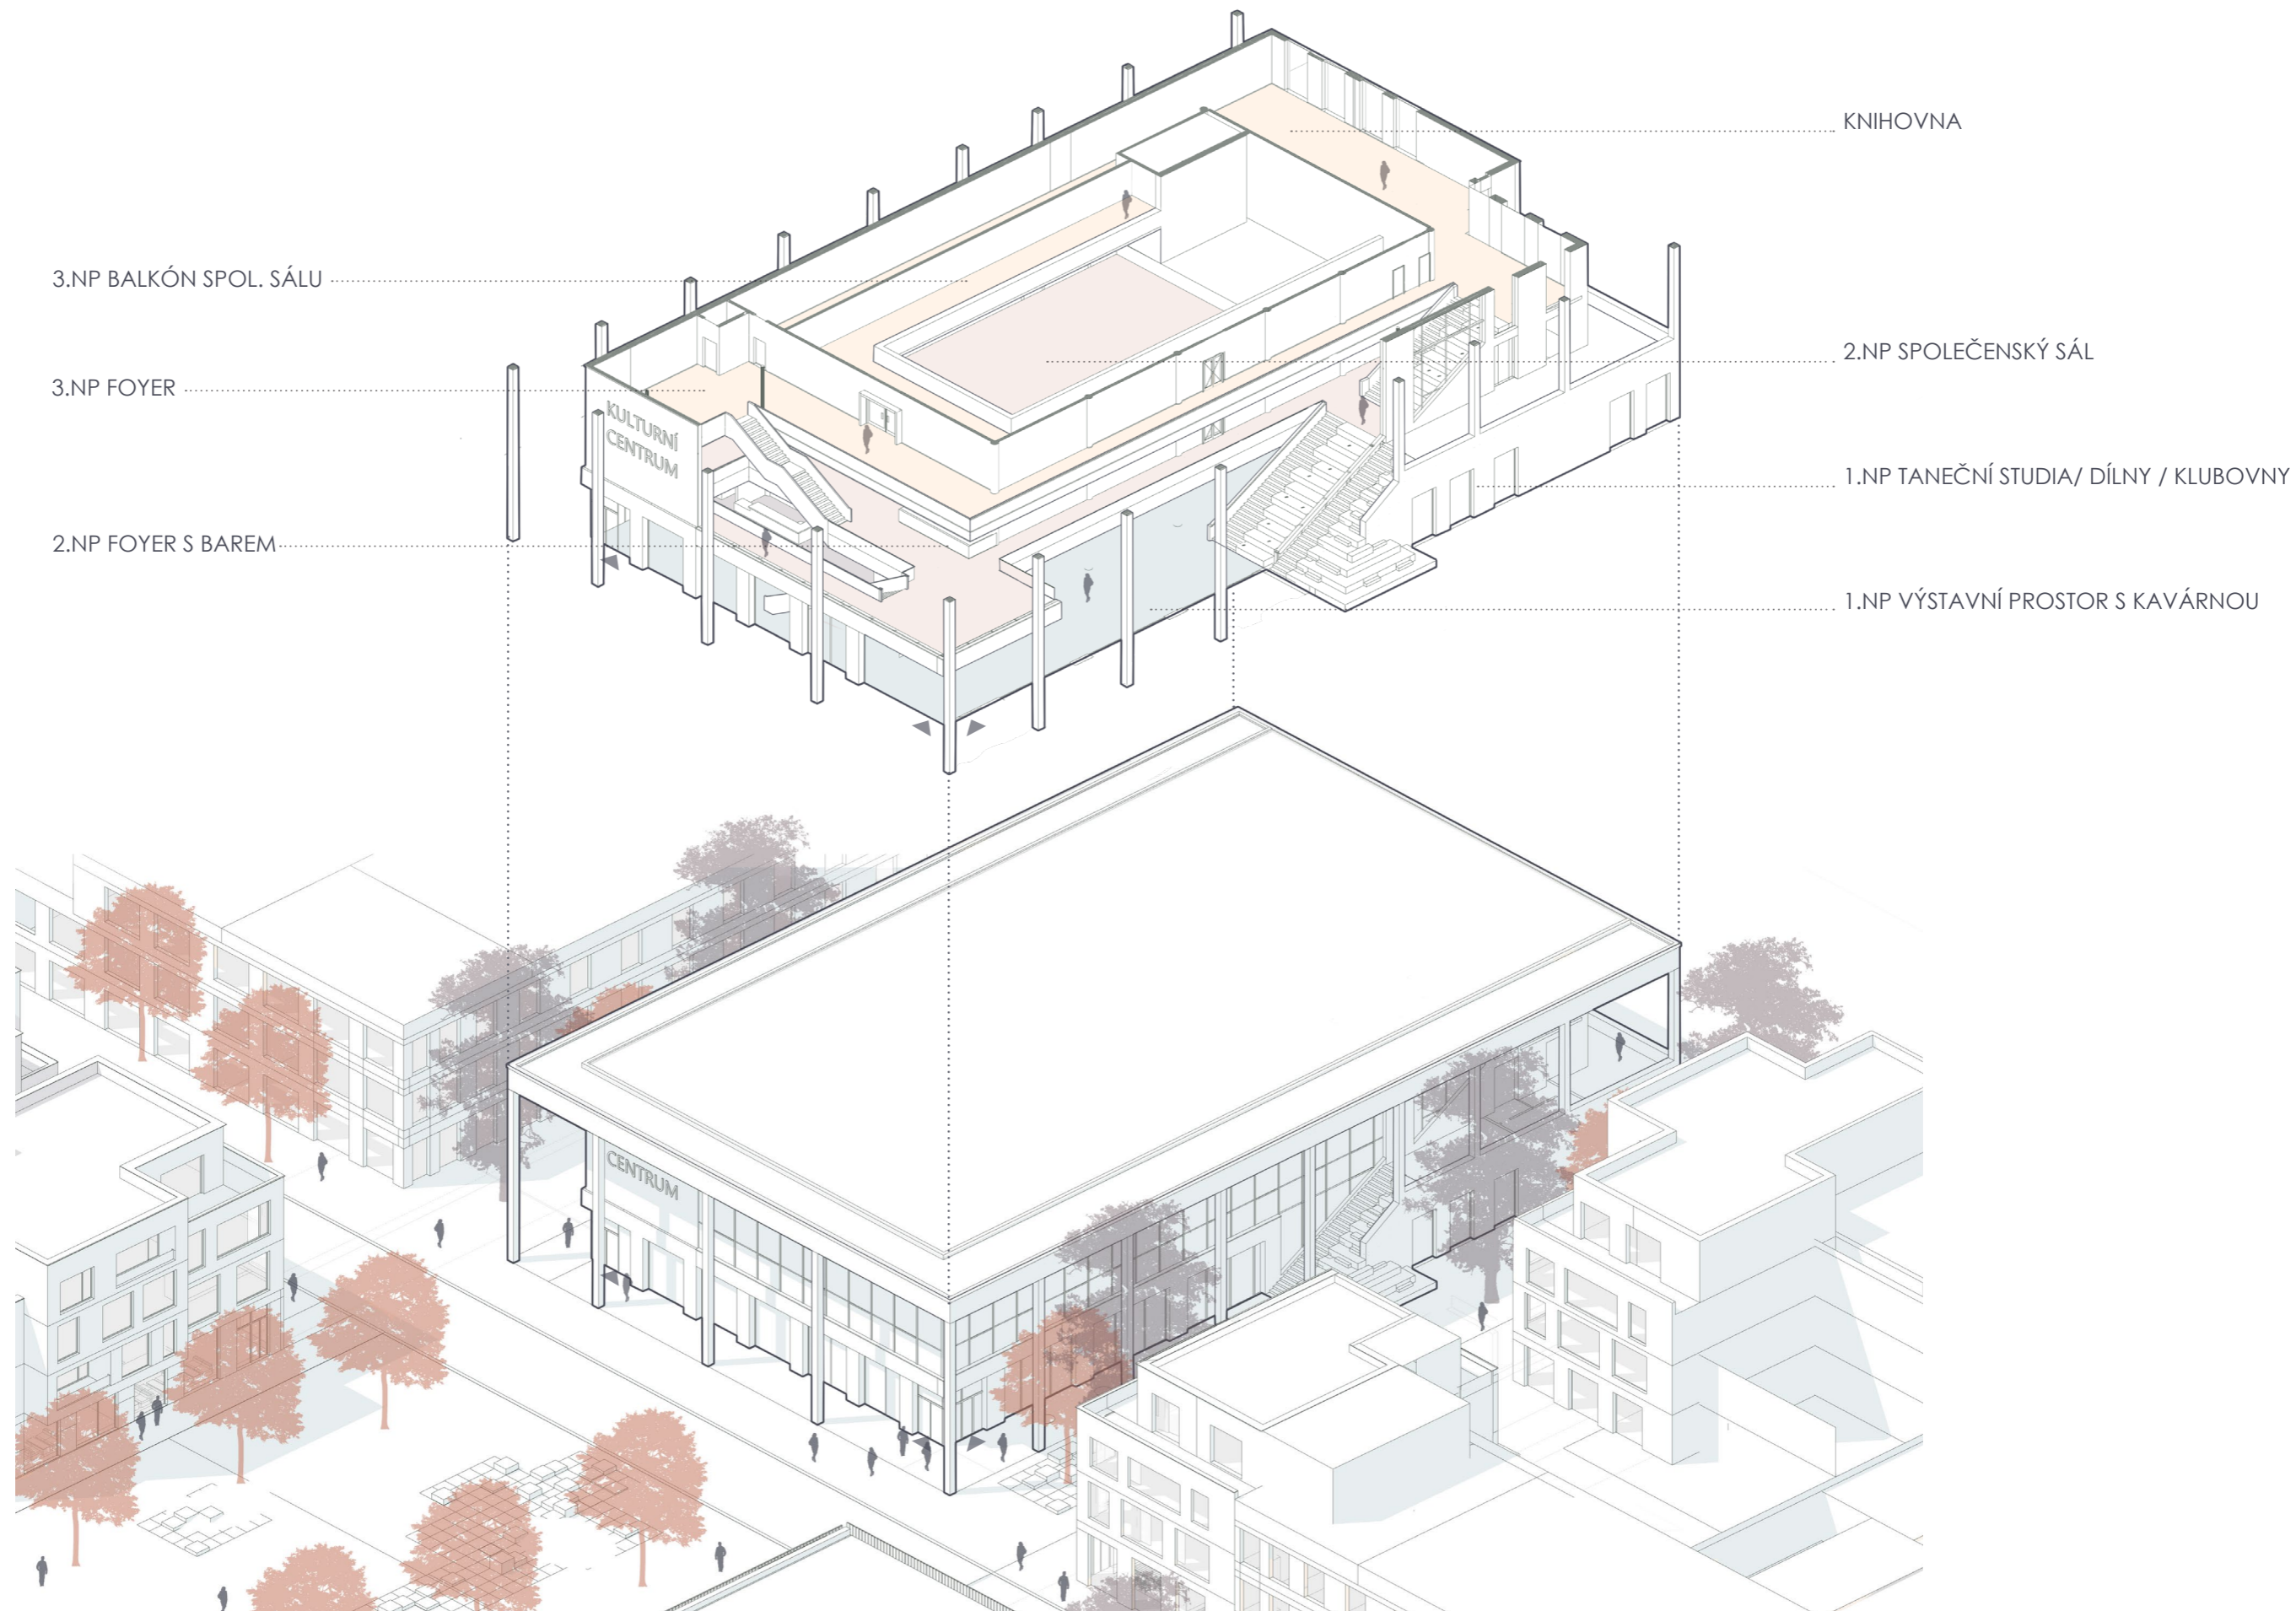 KNIHOVNA
3.NP BALKÓN SPOL. SÁLU
2.NP SPOLEČENSKÝ SÁL
3.NP FOYER
KULTURNÍ
CENTRUM
1.NP TANEČNÍ STUDIA/ DÍLNY / KLUBOVNY
2.NP FOYER S BAREM
1.NP VÝSTAVNÍ PROSTOR S KAVÁRNOU
CENTRUM